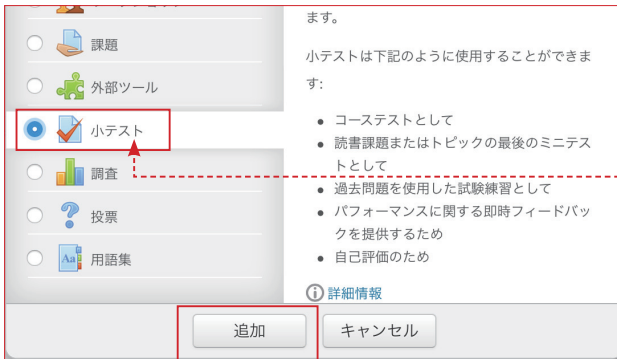 課題
外部ツール
小テスト
調査
投票
Aa
用語集
ます。
小テストは下記のように使用することができま
す:
● コーステストとして
● 読書課題またはトピックの最後のミニテス
トとして
● 過去問題を使用した試験練習として
● パフォーマンスに関する即時フィードバッ
クを提供するため
● 自己評価のため
詳細情報
追加
キャンセル